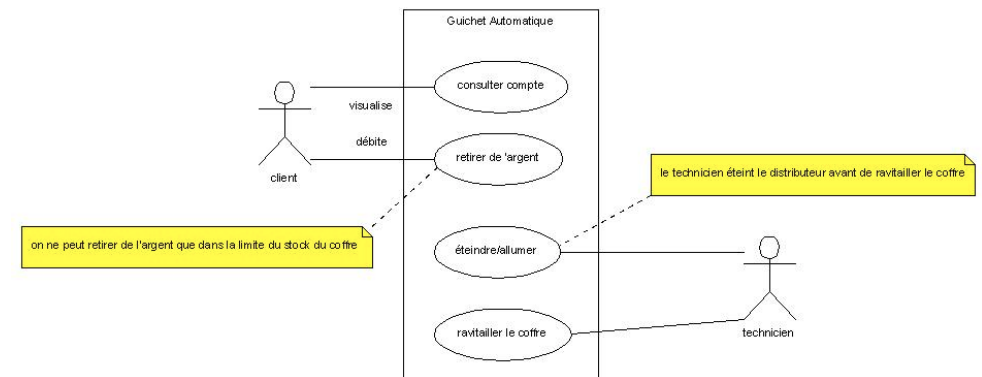 Guichet Automatique
consulter compte
visualise
débite
retirer de 'argent
client
le technicien éteint le distributeur avant de ravitailler le coffre
on ne peut retirer de l'argent que dans la limite du stock du coffre
éteindre/allumer
ravitailler le coffre
technicien